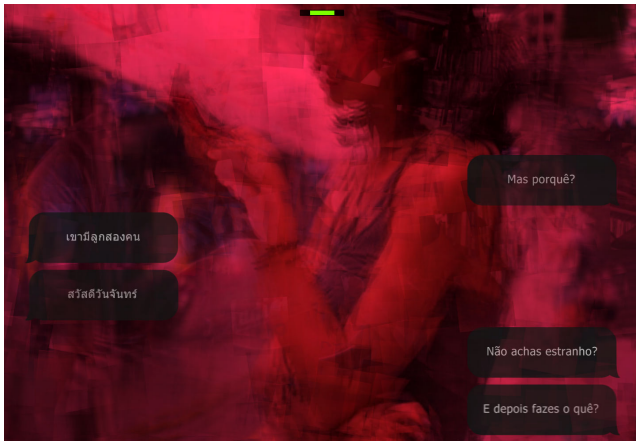 Mas porquê?
เขามีลูกสองคน
สวัสดีวันจันทร์
Não achas estranho?
E depois fazes o quê?